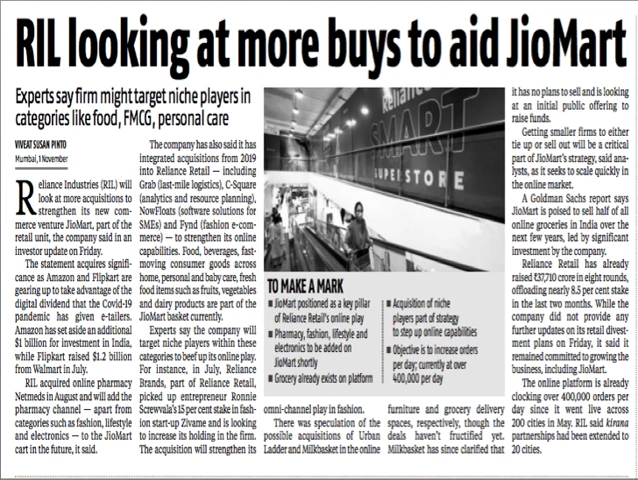 RIL looking at more buys to aid JioMart
Experts say firm might target niche players in
categories like food, FMCG, personal care
VIVEAT SUSAN PINTO
Mumbai, 1 November
Reliance Industries (RIL) will
look at more acquisitions to
strengthen its new com-
merce venture JioMart, part of the
retail unit, the company said in an
investor update on Friday.
The statement acquires signifi-
cance as Amazon and Flipkart are
gearing up to take advantage of the
digital dividend that the Covid-19
pandemic has given e-tailers.
Amazon has set aside an additional
$1 billion for investment in India,
while Flipkart raised $1.2 billion
from Walmart in July.
RIL acquired online pharmacy
Netmeds in August and will add the
pharmacy channel — apart from
categories such as fashion, lifestyle
and electronics — to the JioMart
cart in the future, it said.
The company has also said it has
integrated acquisitions from 2019
into Reliance Retail — including
Grab (last-mile logistics), C-Square
(analytics and resource planning),
NowFloats (software solutions for
SMEs) and Fynd (fashion e-com-
merce) — to strengthen its online
capabilities. Food, beverages, fast-
moving consumer goods across
home, personal and baby care, fresh
food items such as fruits, vegetables
and dairy products are part of the
JioMart basket currently.
Experts say the company will
target niche players within these
categories to beef up its online play.
For instance, in July, Reliance
Brands, part of Reliance Retail,
picked up entrepreneur Ronnie
Screwvala's 15 per cent stake in fash-
ion start-up Zivame and is looking
to increase its holding in the firm.
The acquisition will strengthen its
Reliance
SMART
SUPERSTORE
TO MAKE A MARK
■ JioMart positioned as a key pillar
of Reliance Retail's online play
■ Pharmacy, fashion, lifestyle and
electronics to be added on
JioMart shortly
■ Grocery already exists on platform
■ Acquisition of niche
players part of strategy
to step up online capabilities
■ Objective is to increase orders
per day; currently at over
400,000 per day
omni-channel play in fashion.
There was speculation of the
possible acquisitions of Urban
Ladder and Milkbasket in the online
furniture and grocery delivery
spaces, respectively, though the
deals haven't fructified yet.
Milkbasket has since clarified that
it has no plans to sell and is looking
at an initial public offering to
raise funds.
Getting smaller firms to either
tie up or sell out will be a critical
part of JioMart's strategy, said ana-
lysts, as it seeks to scale quickly in
the online market.
A Goldman Sachs report says
JioMart is poised to sell half of all
online groceries in India over the
next few years, led by significant
investment by the company.
Reliance Retail has already
raised ₹37,710 crore in eight rounds,
offloading nearly 8.5 per cent stake
in the last two months. While the
company did not provide any
further updates on its retail divest-
ment plans on Friday, it said it
remained committed to growing the
business, including JioMart.
The online platform is already
clocking over 400,000 orders per
day since it went live across
200 cities in May. RIL said kirana
partnerships had been extended to
20 cities.